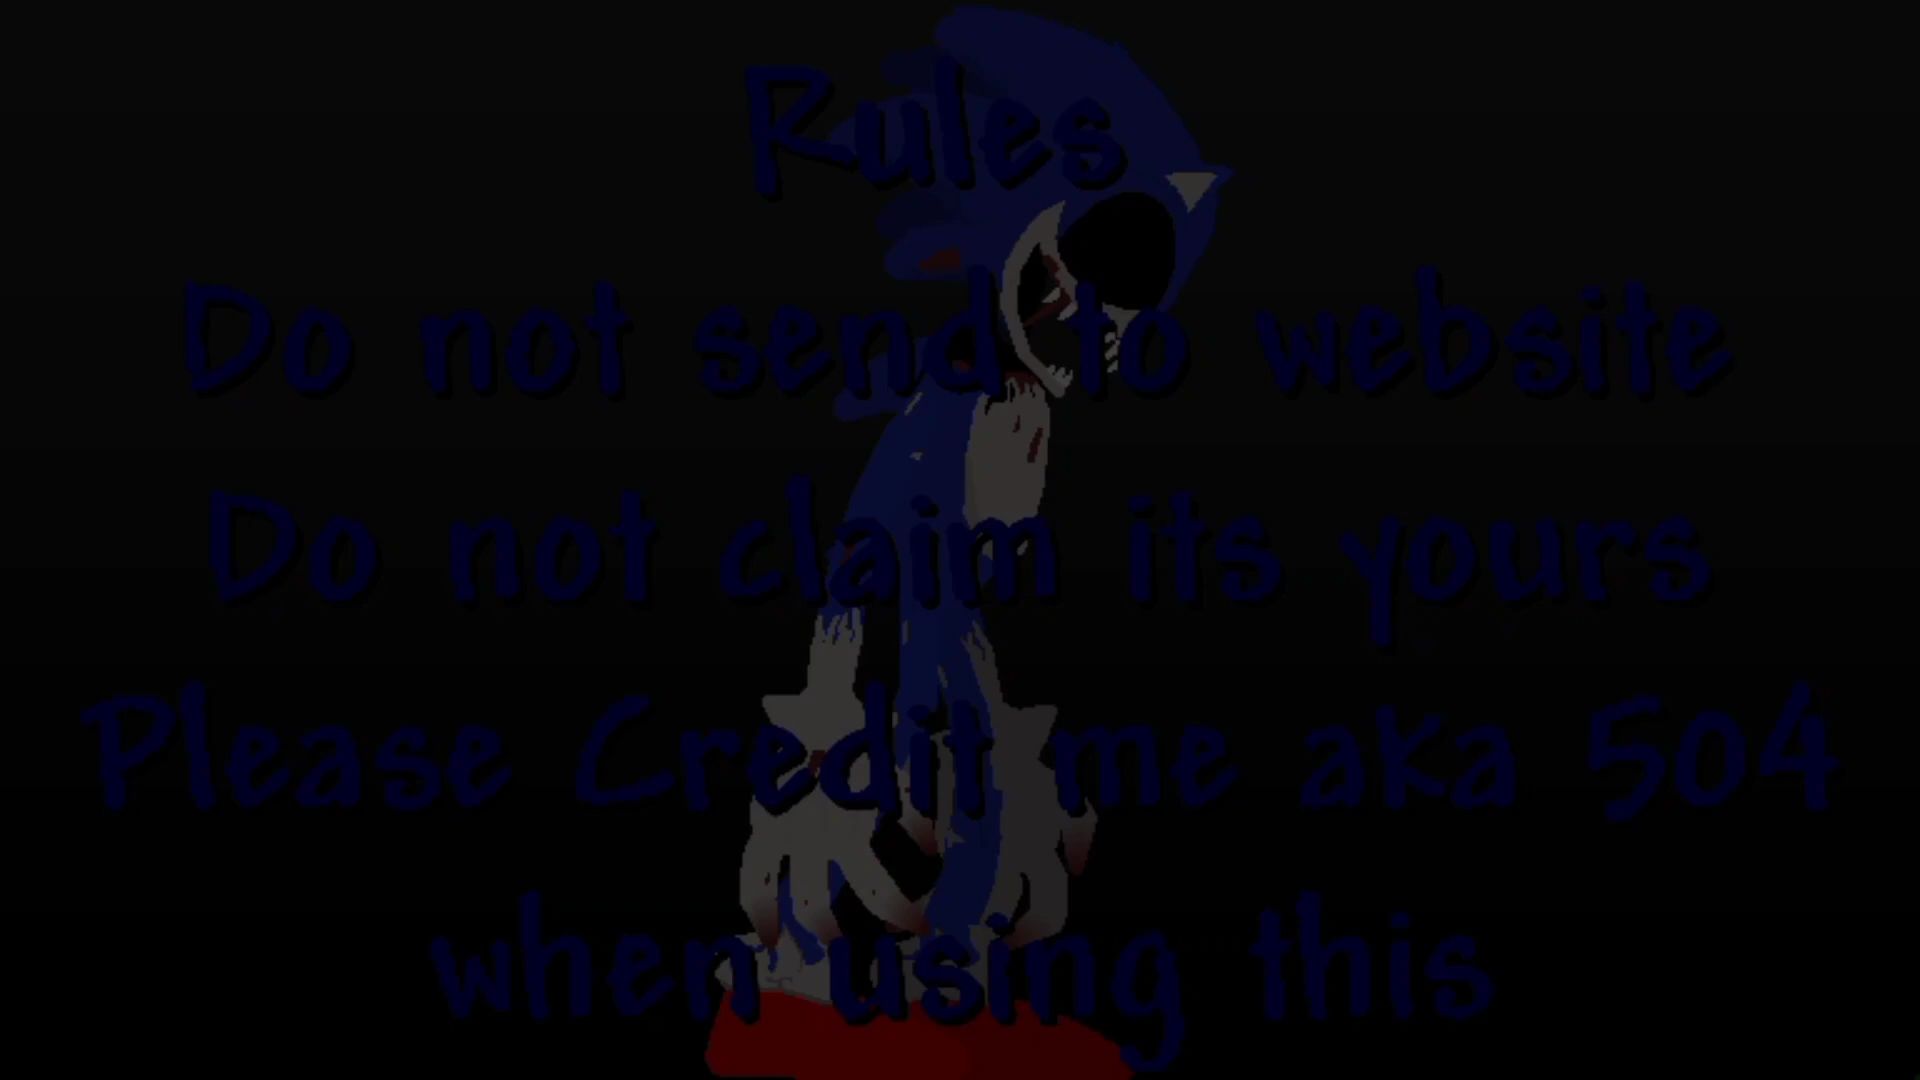 Rules
Do not send to website
Do not claim its yours
Please Credit me aka 504
when using this